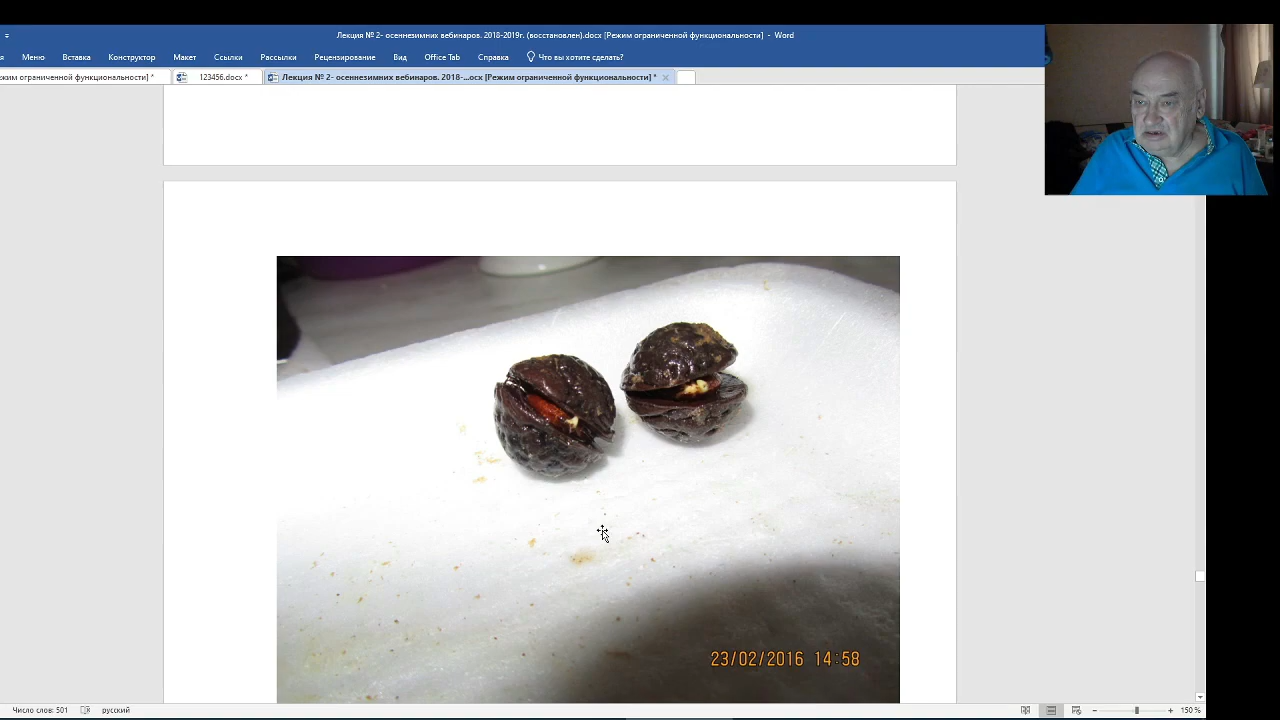 Лекция № 2- осеннезимних вебинаров. 2018-2019г. (восстановлен).docx [Режим ограниченной функциональности] - Word
Меню Вставка Конструктор Макет Ссылки Рассылки Рецензирование Вид Office Tab Справка Что вы хотите сделать?
ограниченной функциональности] * 123456.docx * Лекция № 2- осеннезимних вебинаров. 2018-...осх [Режим ограниченной функциональности] *
23/02/2016 14:58
Число слов: 501 русский 150 %